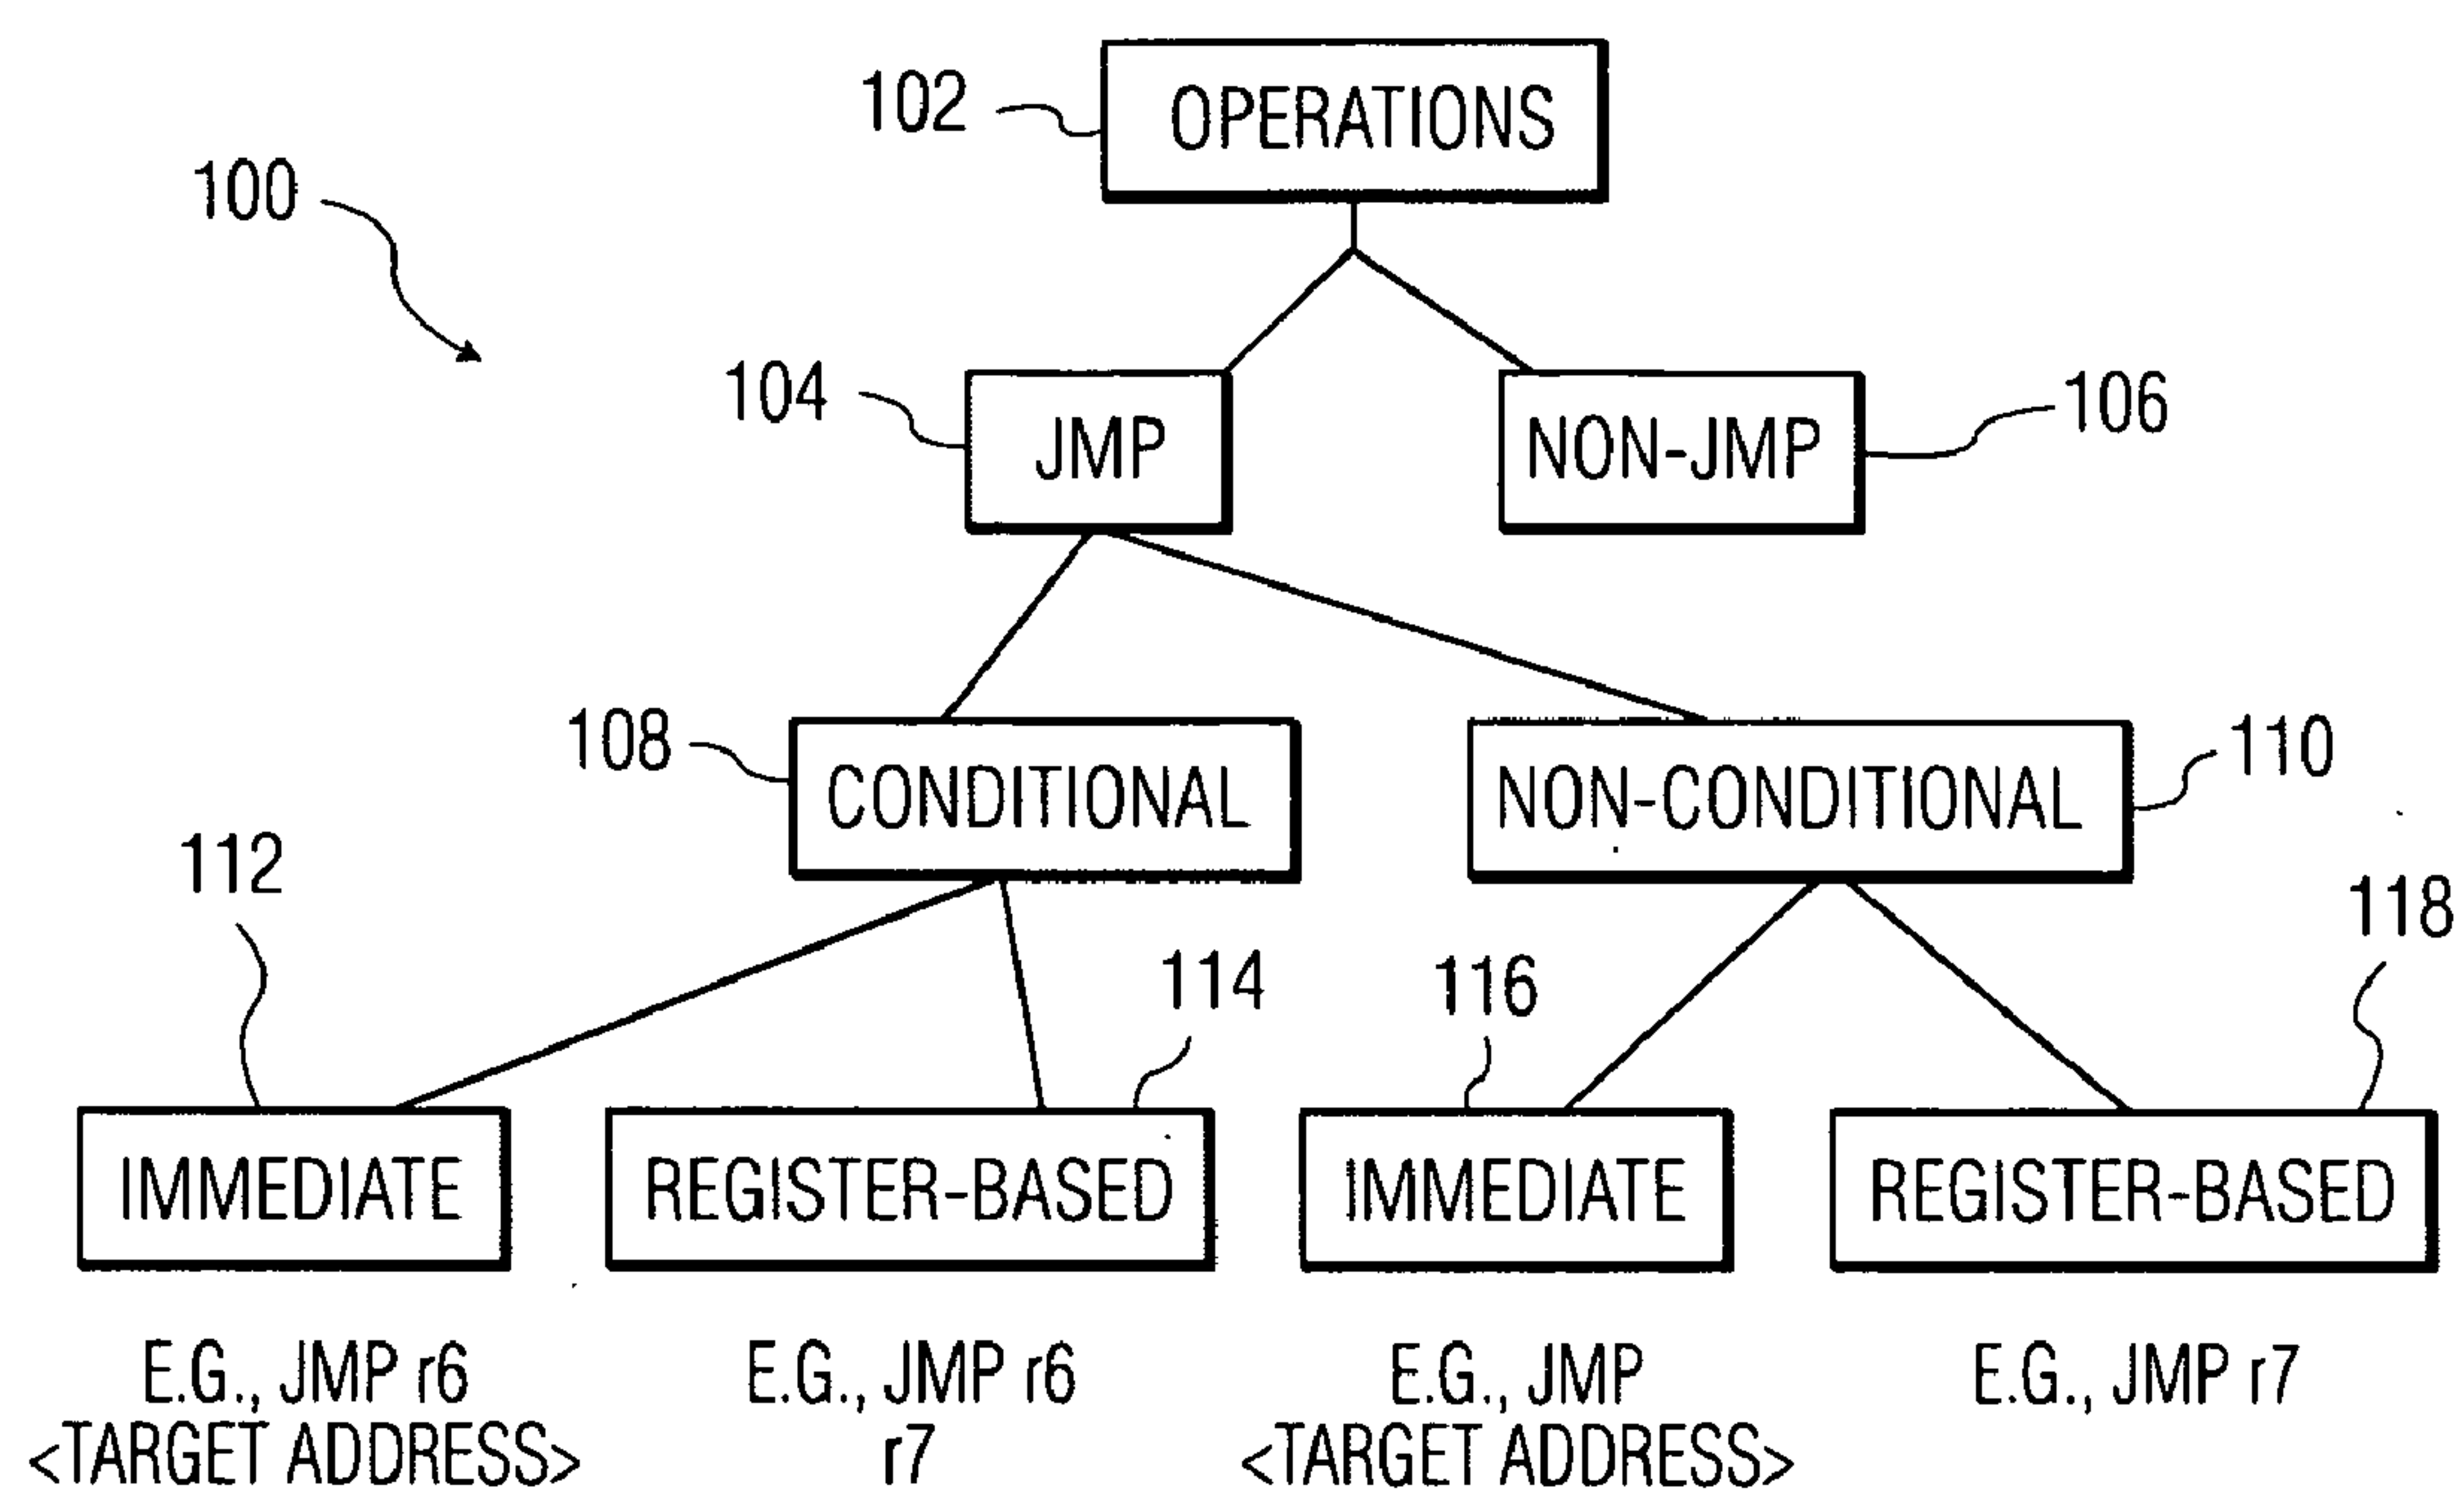 102
OPERATIONS
100
104
JMP
NON-JMP
106
108
CONDITIONAL
NON-CONDITIONAL
110
112
114
116
118
IMMEDIATE
REGISTER-BASED
IMMEDIATE
REGISTER-BASED
E.G., JMP r6
<TARGET ADDRESS>
E.G., JMP r6
r7
E.G., JMP
<TARGET ADDRESS>
E.G., JMP r7